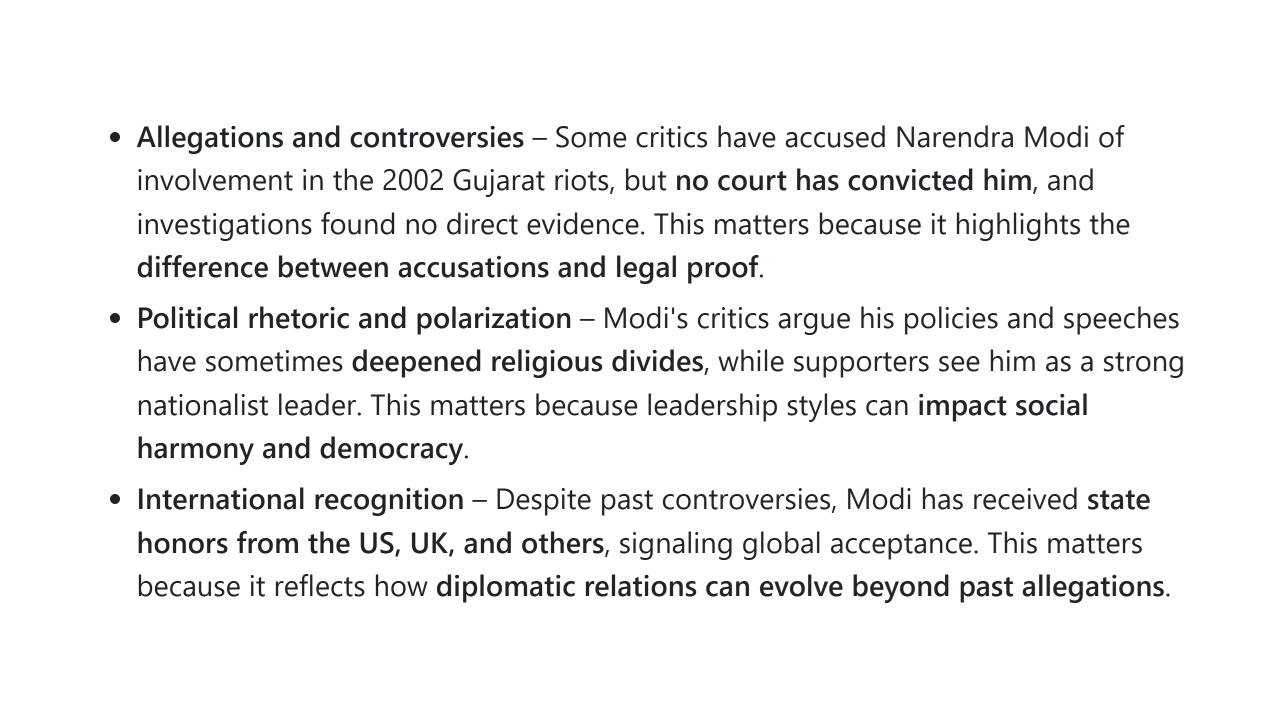 • Allegations and controversies – Some critics have accused Narendra Modi of
involvement in the 2002 Gujarat riots, but no court has convicted him, and
investigations found no direct evidence. This matters because it highlights the
difference between accusations and legal proof.
• Political rhetoric and polarization – Modi's critics argue his policies and speeches
have sometimes deepened religious divides, while supporters see him as a strong
nationalist leader. This matters because leadership styles can impact social
harmony and democracy.
• International recognition – Despite past controversies, Modi has received state
honors from the US, UK, and others, signaling global acceptance. This matters
because it reflects how diplomatic relations can evolve beyond past allegations.